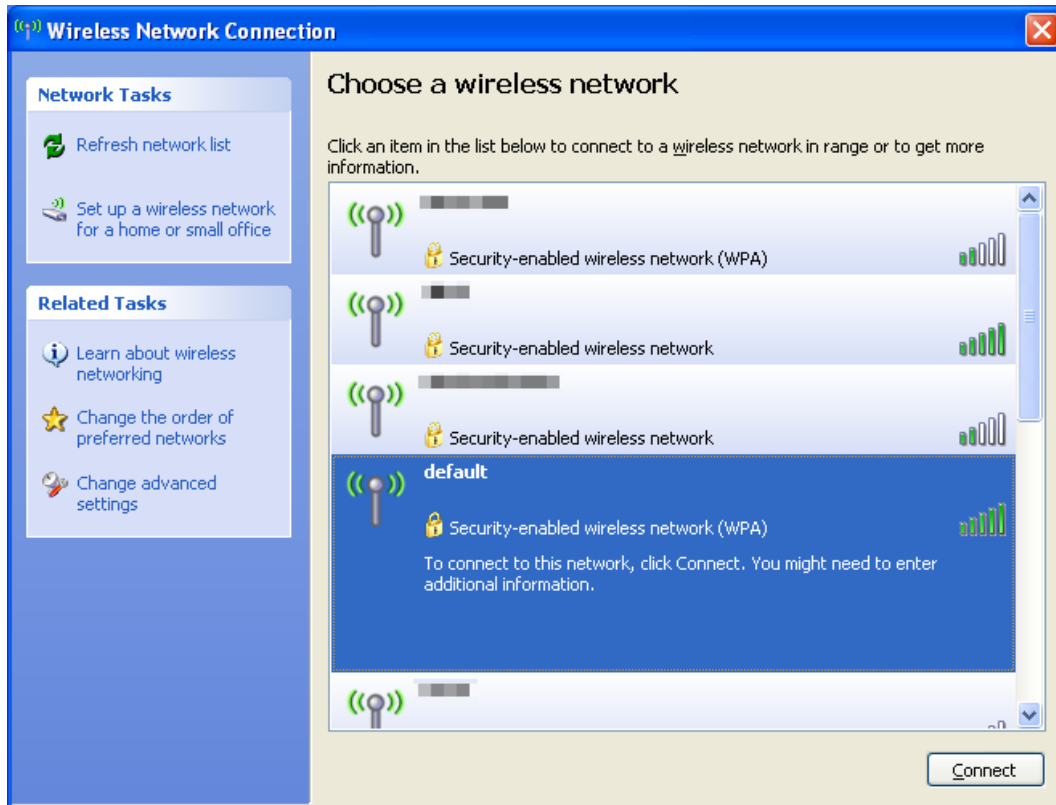 Wireless Network Connection
Network Tasks
Refresh network list
Set up a wireless network
for a home or small office
Related Tasks
Learn about wireless
networking
Change the order of
preferred networks
Change advanced
settings
Choose a wireless network
Click an item in the list below to connect to a wireless network in range or to get more
information.
Security-enabled wireless network (WPA)
Security-enabled wireless network
Security-enabled wireless network
default
Security-enabled wireless network (WPA)
To connect to this network, click Connect. You might need to enter
additional information.
Connect